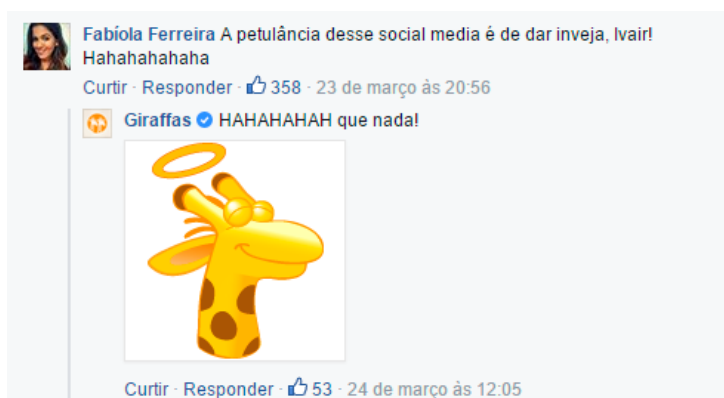 Fabíola Ferreira A petulância desse social media é de dar inveja, Ivair!
Hahahahahaha
Curtir · Responder · 358 · 23 de março às 20:56
Giraffas HAHAHAHAH que nada!
Curtir · Responder · 53 · 24 de março às 12:05